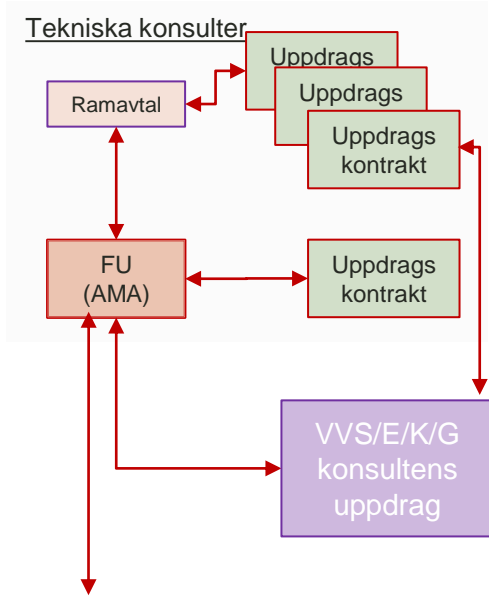 Tekniska konsulter
Uppdrags
Uppdrags
Ramavtal
Uppdrags
kontrakt
FU
(AMA)
Uppdrags
kontrakt
VVS/E/K/G
konsultens
uppdrag